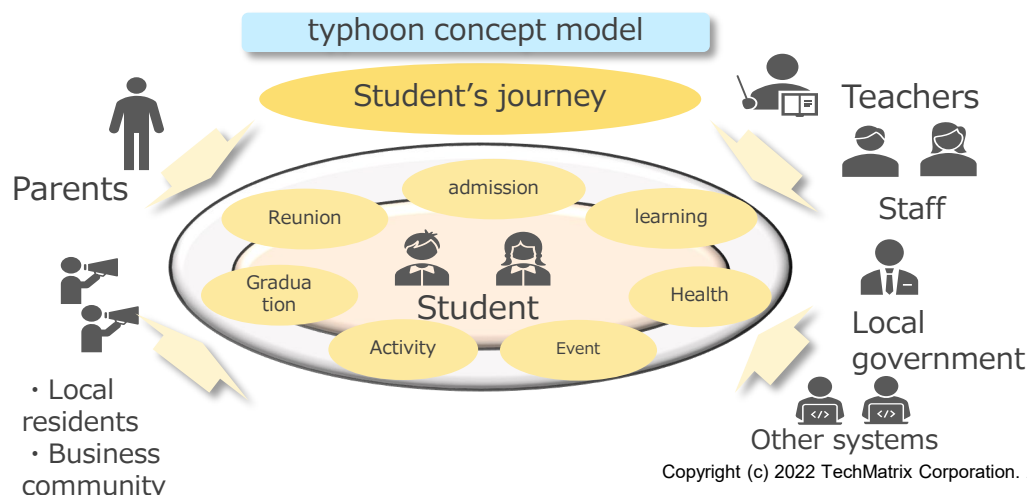 typhoon concept model
Student's journey
Teachers
Parents
admission
Reunion
learning
Staff
Gradua
tion
Student
Health
Activity
Event
Local
government
・Local
residents
・Business
community
</>
</>
Other systems
Copyright (c) 2022 TechMatrix Corporation.